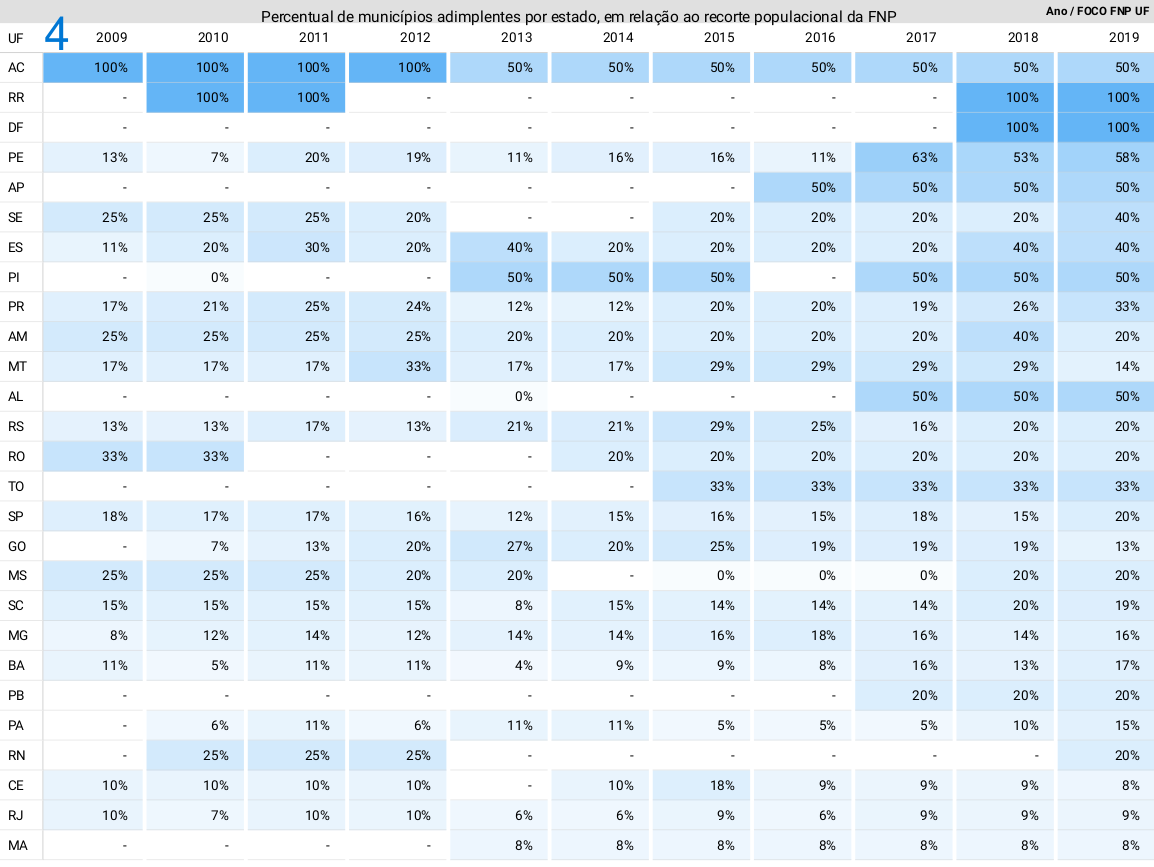 Percentual de municípios adimplentes por estado, em relação ao recorte populacional da FNP
Ano / FOCO FNP UF
4
UF 2009 2010 2011 2012 2013 2014 2015 2016 2017 2018 2019
AC 100% 100% 100% 100% 50% 50% 50% 50% 50% 50% 50%
RR - 100% 100% - - - - - - 100% 100%
DF - - - - - - - - - 100% 100%
PE 13% 7% 20% 19% 11% 16% 16% 11% 63% 53% 58%
AP - - - - - - - 50% 50% 50% 50%
SE 25% 25% 25% 20% - - 20% 20% 20% 20% 40%
ES 11% 20% 30% 20% 40% 20% 20% 20% 20% 40% 40%
PI - 0% - - 50% 50% 50% - 50% 50% 50%
PR 17% 21% 25% 24% 12% 12% 20% 20% 19% 26% 33%
AM 25% 25% 25% 25% 20% 20% 20% 20% 20% 40% 20%
MT 17% 17% 17% 33% 17% 17% 29% 29% 29% 29% 14%
AL - - - - 0% - - - 50% 50% 50%
RS 13% 13% 17% 13% 21% 21% 29% 25% 16% 20% 20%
RO 33% 33% - - - 20% 20% 20% 20% 20% 20%
TO - - - - - - 33% 33% 33% 33% 33%
SP 18% 17% 17% 16% 12% 15% 16% 15% 18% 15% 20%
GO - 7% 13% 20% 27% 20% 25% 19% 19% 19% 13%
MS 25% 25% 25% 20% 20% - 0% 0% 0% 20% 20%
SC 15% 15% 15% 15% 8% 15% 14% 14% 14% 20% 19%
MG 8% 12% 14% 12% 14% 14% 16% 18% 16% 14% 16%
BA 11% 5% 11% 11% 4% 9% 9% 8% 16% 13% 17%
PB - - - - - - - - 20% 20% 20%
PA - 6% 11% 6% 11% 11% 5% 5% 5% 10% 15%
RN - 25% 25% 25% - - - - - - 20%
CE 10% 10% 10% 10% - 10% 18% 9% 9% 9% 8%
RJ 10% 7% 10% 10% 6% 6% 9% 6% 9% 9% 9%
MA - - - - 8% 8% 8% 8% 8% 8% 8%